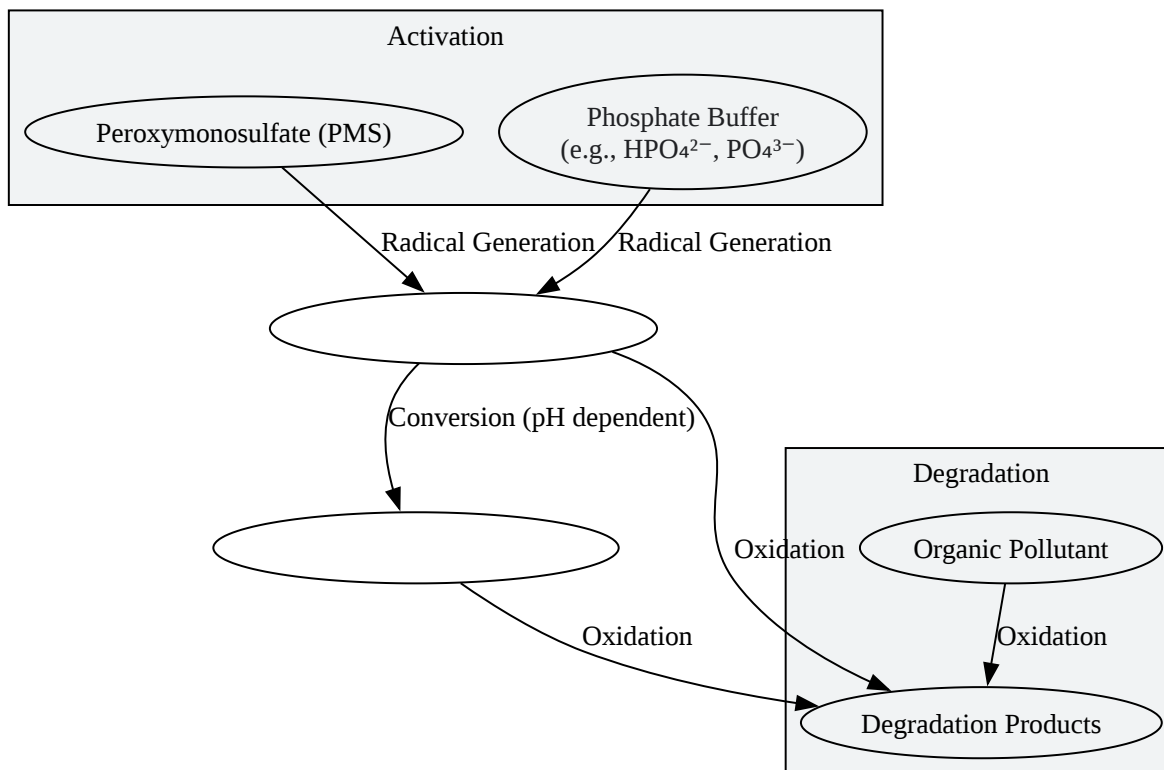 Activation
Peroxymonosulfate (PMS)
Phosphate Buffer
(e.g., HPO₄²⁻, PO₄³⁻)
Radical Generation
Radical Generation
Conversion (pH dependent)
Degradation
Oxidation
Organic Pollutant
Oxidation
Oxidation
Degradation Products